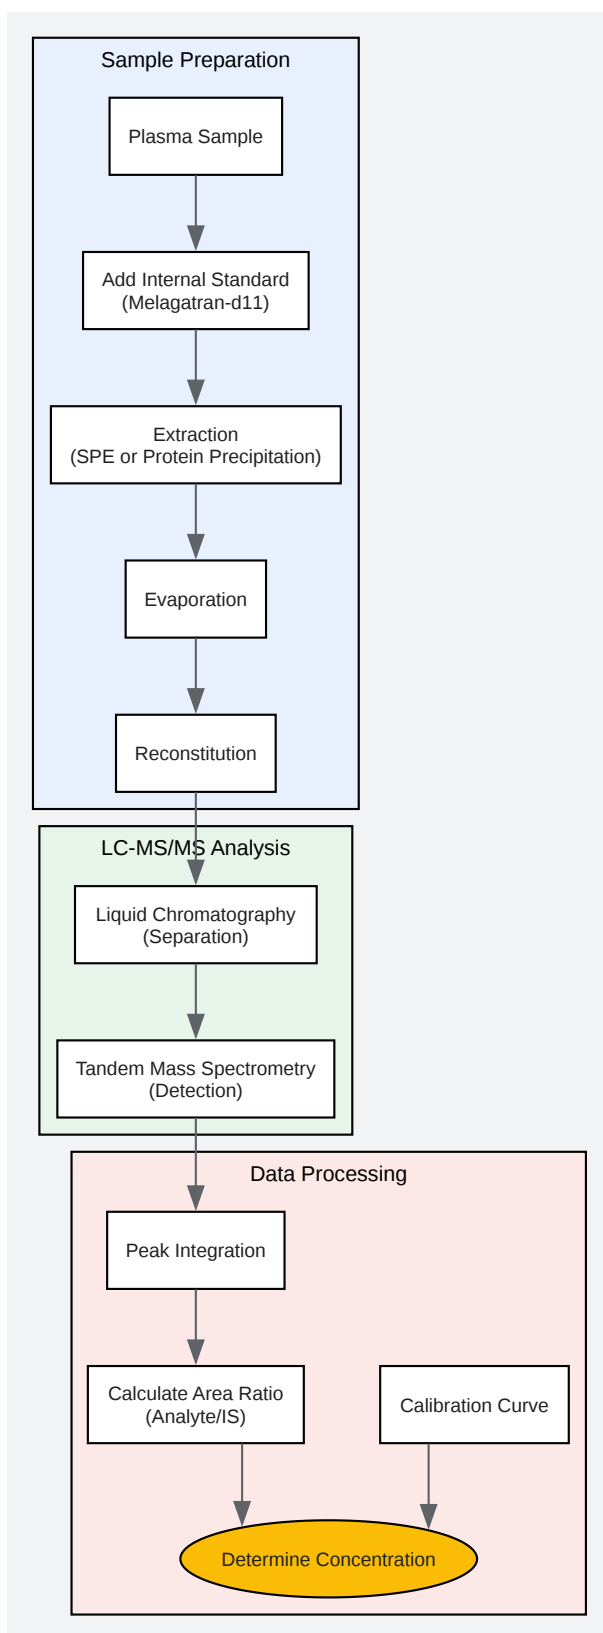 Sample Preparation
Plasma Sample
Add Internal Standard
(Melagatran-d11)
Extraction
(SPE or Protein Precipitation)
Evaporation
Reconstitution
LC-MS/MS Analysis
Liquid Chromatography
(Separation)
Tandem Mass Spectrometry
(Detection)
Data Processing
Peak Integration
Calculate Area Ratio
(Analyte/IS)
Calibration Curve
Determine Concentration